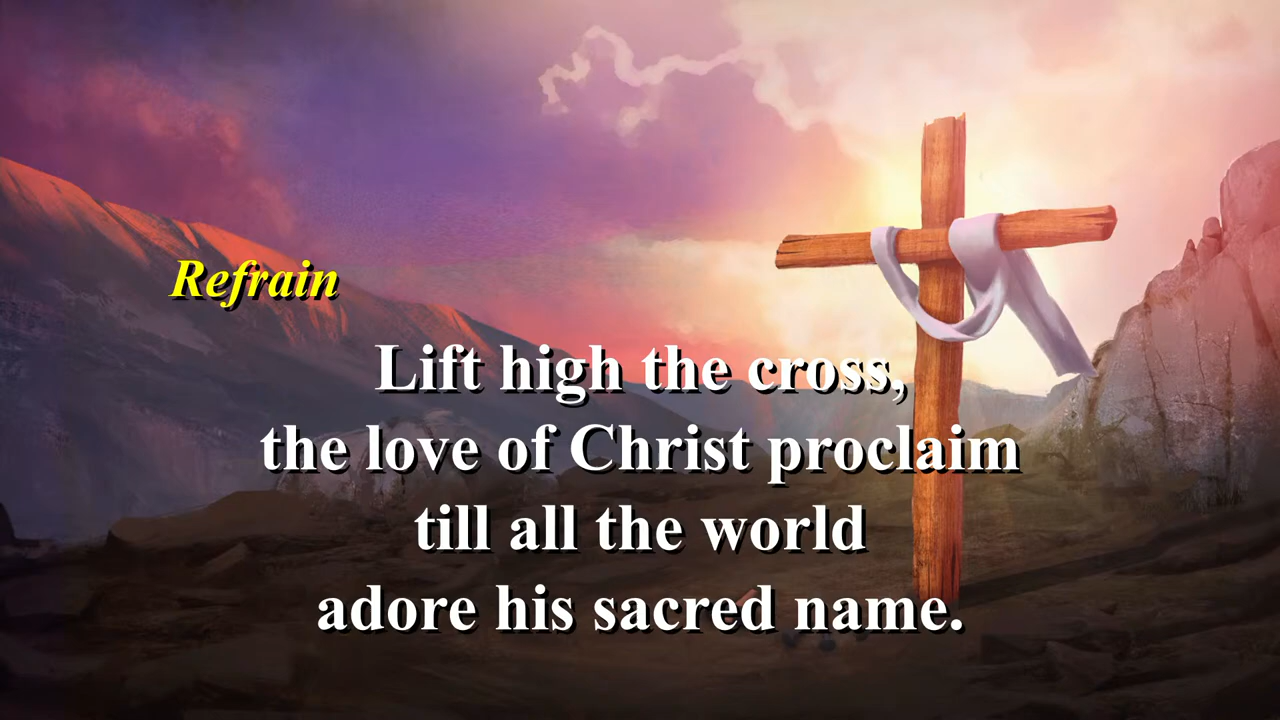 Refrain
Lift high the cross,
the love of Christ proclaim
till all the world
adore his sacred name.